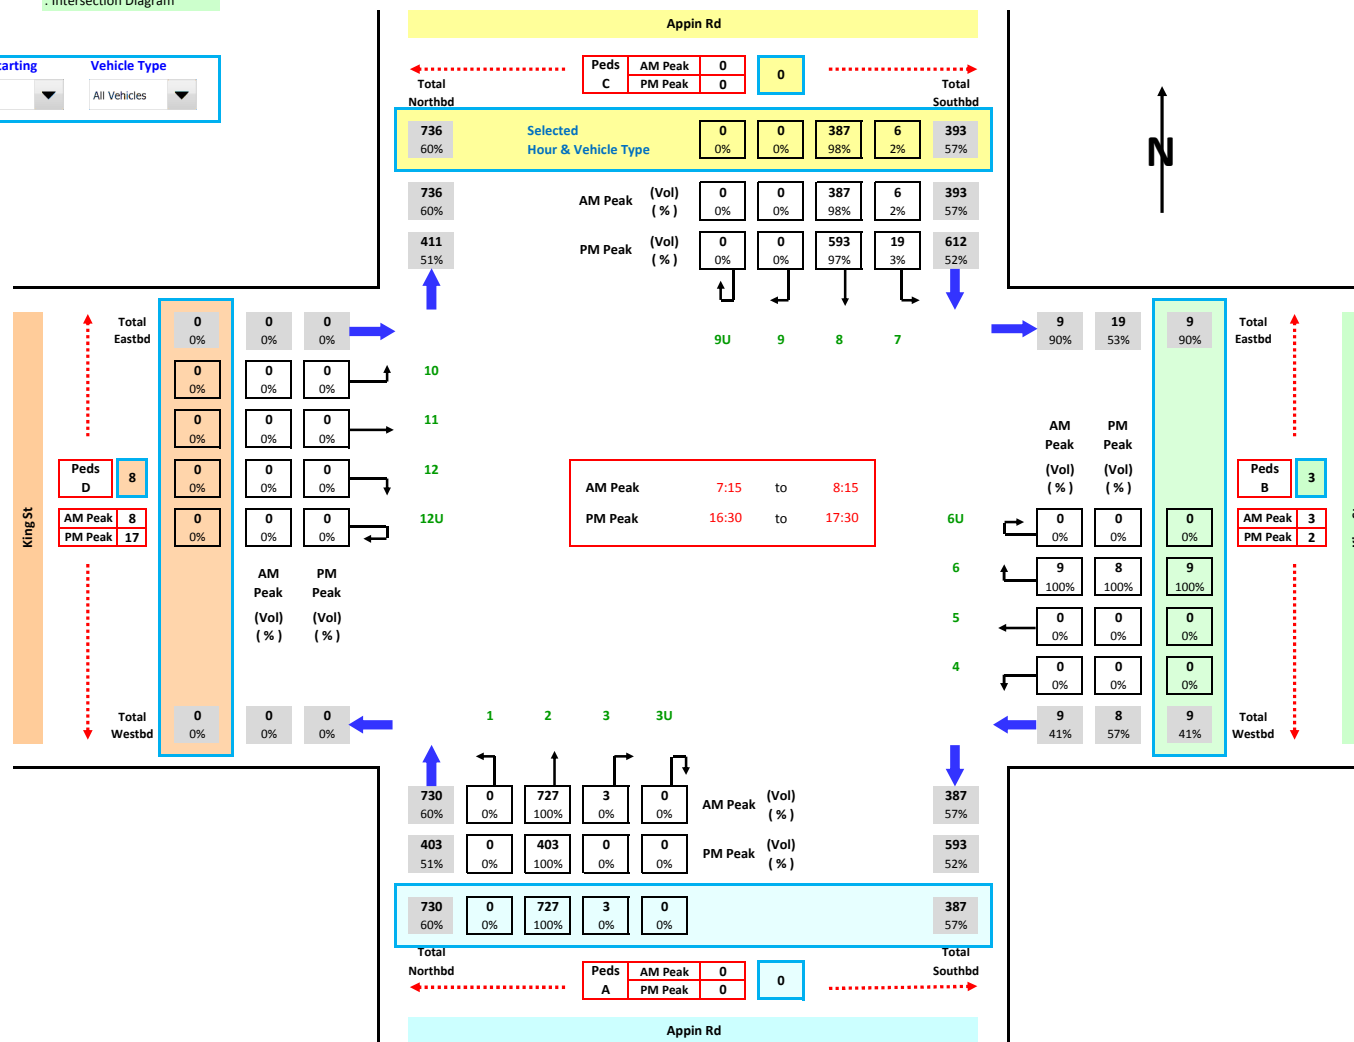 : Intersection Diagram
Vehicle Type
All Vehicles
Appin Rd
Peds AM Peak 0
C PM Peak 0
0
Total Northbd
Total Southbd
736 Selected 0 0 387 6 393
60% Hour & Vehicle Type 0% 0% 98% 2% 57%
736 AM Peak (Vol) 0 0 387 6 393
60% ( % ) 0% 0% 98% 2% 57%
411 PM Peak (Vol) 0 0 593 19 612
51% ( % ) 0% 0% 97% 3% 52%
9U 9 8 7
N
Total Eastbd
0 0 0
0% 0% 0%
0 0 0
0% 0% 0%
10
0 0 0
0% 0% 0%
11
0 0 0
0% 0% 0%
12
0 0 0
0% 0% 0%
12U
King St
Peds
D
8
AM Peak 8
PM Peak 17
AM Peak PM Peak
(Vol) (Vol)
( % ) ( % )
Total Westbd
0 0 0
0% 0% 0%
AM Peak 7:15 to 8:15
PM Peak 16:30 to 17:30
9 19 9
90% 53% 90%
Total Eastbd
AM Peak PM Peak
(Vol) (Vol)
( % ) ( % )
Peds
B
3
AM Peak 3
PM Peak 2
6U
0 0 0
0% 0% 0%
6
9 8 9
100% 100% 100%
5
0 0 0
0% 0% 0%
4
0 0 0
0% 0% 0%
9 8 9
41% 57% 41%
Total Westbd
1 2 3 3U
730 0 727 3 0 AM Peak (Vol) 387
60% 0% 100% 0% 0% ( % ) 57%
403 0 403 0 0 PM Peak (Vol) 593
51% 0% 100% 0% 0% ( % ) 52%
730 0 727 3 0 387
60% 0% 100% 0% 0% 57%
Total Northbd
Total Southbd
Peds AM Peak 0
A PM Peak 0
0
Appin Rd